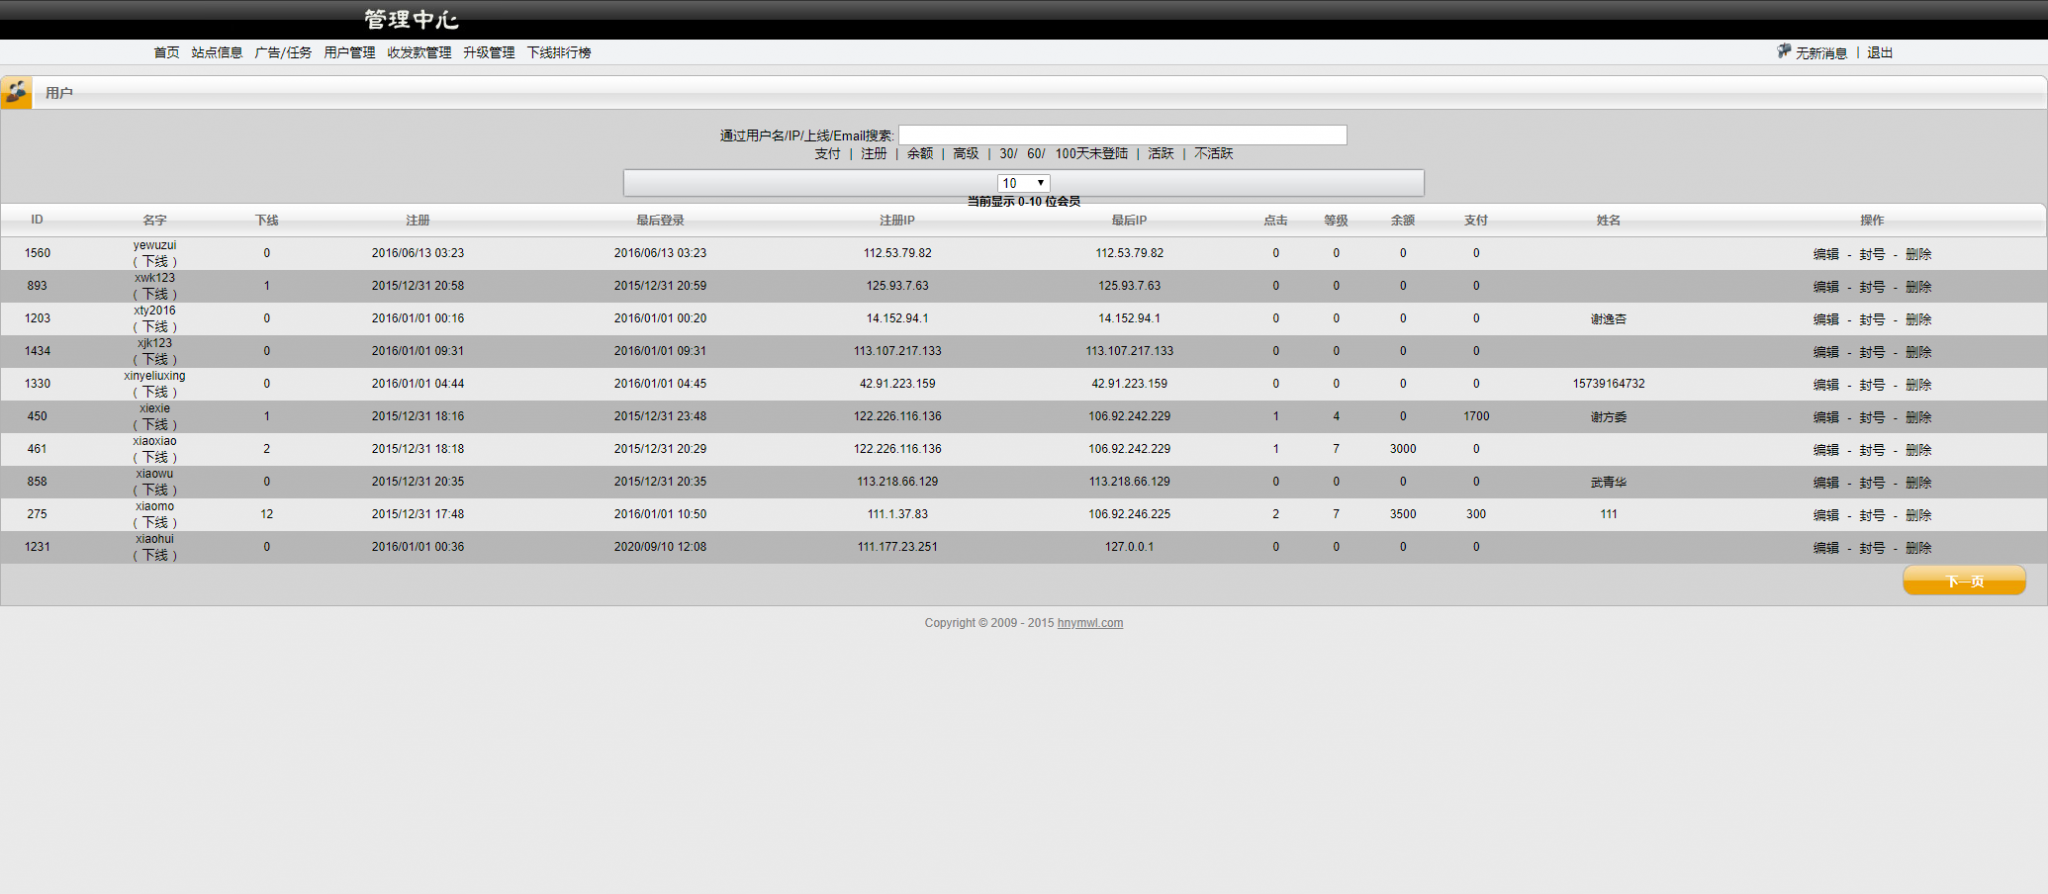 管理中心
首页 站点信息 广告/任务 用户管理 收发款管理 升级管理 下线排行榜 无新消息 | 退出
用户
通过用户名/IP/上线/Email搜素:
支付 | 注册 | 余额 | 高级 | 30/ 60/ 100天未登陆 | 活跃 | 不活跃
10
当前显示 0-10 位会员
ID 名字 下线 注册 最后登录 注册IP 最后IP 点击 等级 余额 支付 姓名 操作
1560 yewuzui 0 2016/06/13 03:23 2016/06/13 03:23 112.53.79.82 112.53.79.82 0 0 0 0 编辑 - 封号 - 删除
( 下线 )
893 xwk123 1 2015/12/31 20:58 2015/12/31 20:59 125.93.7.63 125.93.7.63 0 0 0 0 编辑 - 封号 - 删除
( 下线 )
1203 xty2016 0 2016/01/01 00:16 2016/01/01 00:20 14.152.94.1 14.152.94.1 0 0 0 0 谢逸杏 编辑 - 封号 - 删除
( 下线 )
1434 xjk123 0 2016/01/01 09:31 2016/01/01 09:31 113.107.217.133 113.107.217.133 0 0 0 0 编辑 - 封号 - 删除
( 下线 )
1330 xinyeliuxing 0 2016/01/01 04:44 2016/01/01 04:45 42.91.223.159 42.91.223.159 0 0 0 0 15739164732 编辑 - 封号 - 删除
( 下线 )
450 xiexie 1 2015/12/31 18:16 2015/12/31 23:48 122.226.116.136 106.92.242.229 1 4 0 1700 谢方委 编辑 - 封号 - 删除
( 下线 )
461 xiaoxiao 2 2015/12/31 18:18 2015/12/31 20:29 122.226.116.136 106.92.242.229 1 7 3000 0 编辑 - 封号 - 删除
( 下线 )
858 xiaowu 0 2015/12/31 20:35 2015/12/31 20:35 113.218.66.129 113.218.66.129 0 0 0 0 武青华 编辑 - 封号 - 删除
( 下线 )
275 xiaomo 12 2015/12/31 17:48 2016/01/01 10:50 111.1.37.83 106.92.246.225 2 7 3500 300 111 编辑 - 封号 - 删除
( 下线 )
1231 xiaohui 0 2016/01/01 00:36 2020/09/10 12:08 111.177.23.251 127.0.0.1 0 0 0 0 编辑 - 封号 - 删除
( 下线 )
下一页
Copyright © 2009 - 2015 hnymwl.com